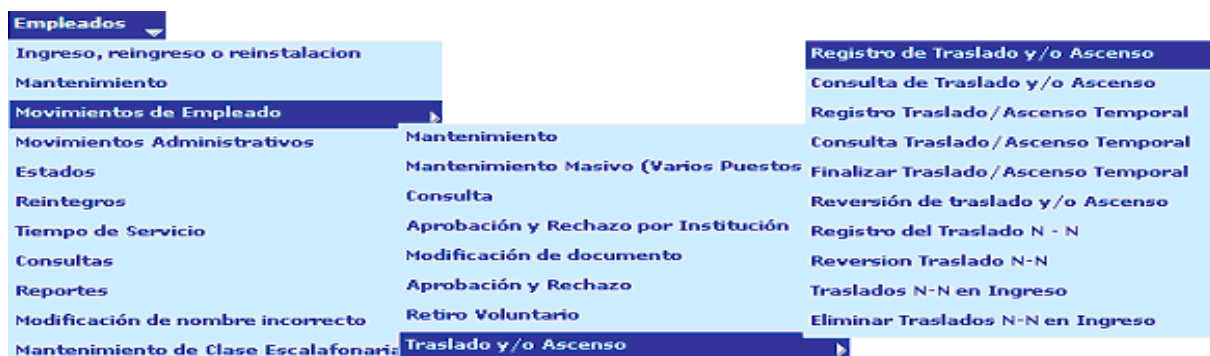 Empleados
Ingreso, reingreso o reinstalacion
Mantenimiento
Movimientos de Empleado
Movimientos Administrativos
Estados
Reintegros
Tiempo de Servicio
Consultas
Reportes
Modificación de nombre incorrecto
Mantenimiento de Clase Escalafonaria
Mantenimiento
Mantenimiento Masivo (Varios Puestos
Consulta
Aprobación y Rechazo por Institución
Modificación de documento
Aprobación y Rechazo
Retiro Voluntario
Traslado y/o Ascenso
Registro de Traslado y/o Ascenso
Consulta de Traslado y/o Ascenso
Registro Traslado/Ascenso Temporal
Consulta Traslado/Ascenso Temporal
Finalizar Traslado/Ascenso Temporal
Reversión de traslado y/o Ascenso
Registro del Traslado N - N
Reversion Traslado N-N
Traslados N-N en Ingreso
Eliminar Traslados N-N en Ingreso